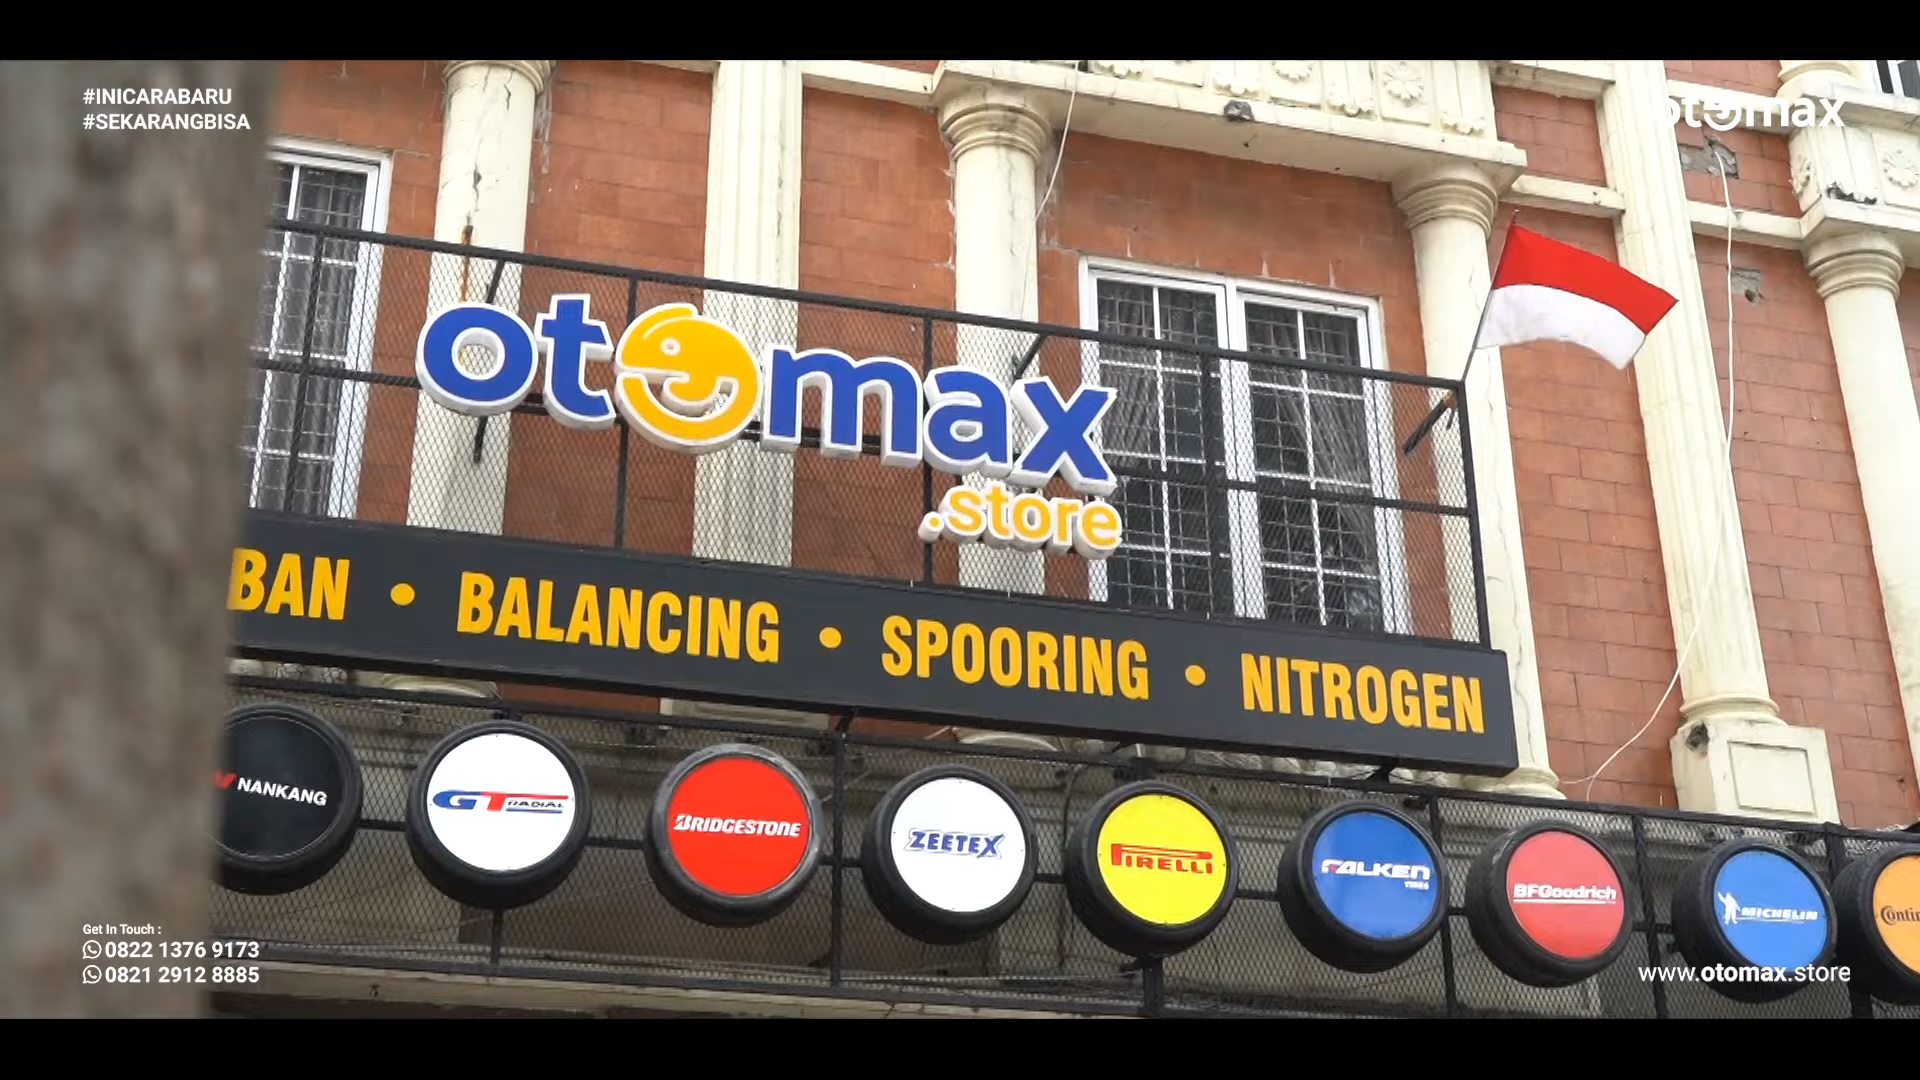 #INICARABARU
#SEKARANGBISA
otomax
otomax
.store
BAN • BALANCING • SPOORING • NITROGEN
NANKANG
GT RADIAL
BRIDGESTONE
ZEETEX
PIRELLI
FALKEN
TIRES
BFGoodrich
MICHELIN
Get In Touch :
0822 1376 9173
0821 2912 8885
www.otomax.store